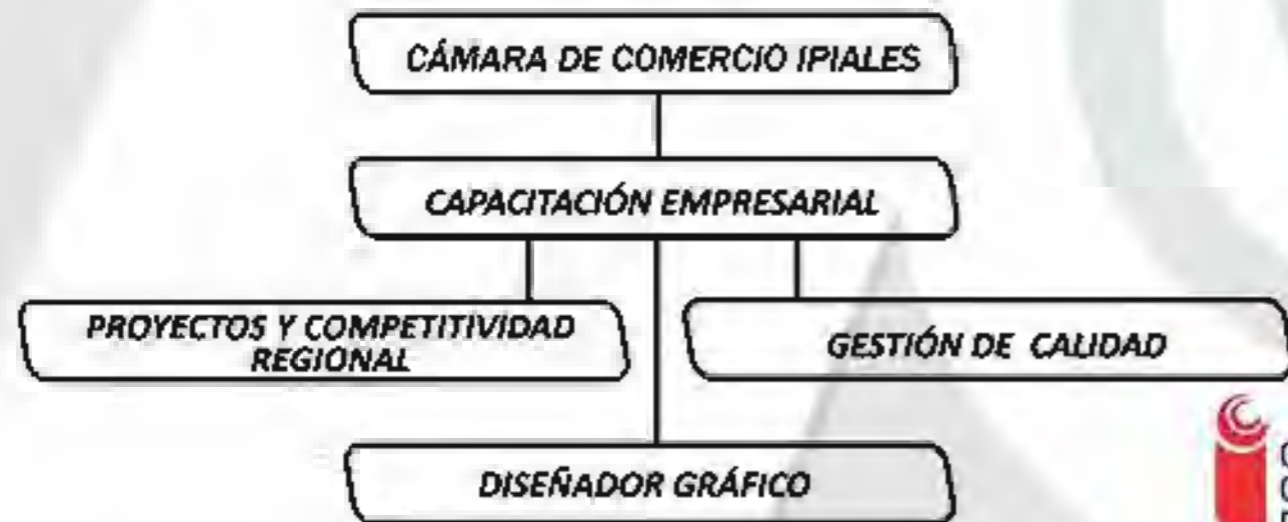 CÁMARA DE COMERCIO IPIALES
CAPACITACIÓN EMPRESARIAL
PROYECTOS Y COMPETITIVIDAD
REGIONAL
GESTIÓN DE CALIDAD
DISEÑADOR GRÁFICO